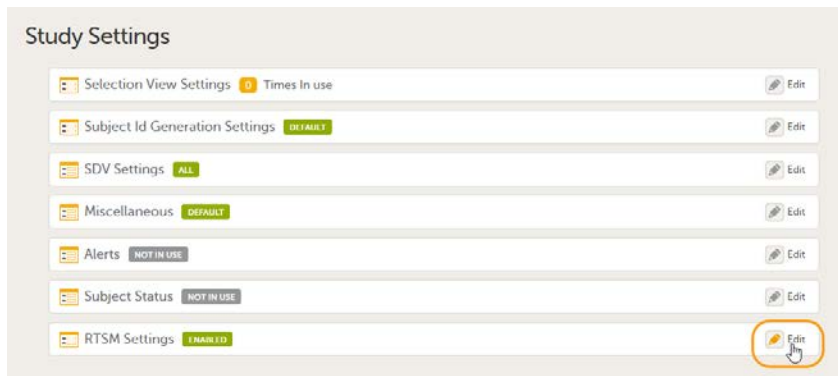 Study Settings
Selection View Settings 0 Times In use Edit
Subject Id Generation Settings DEFAULT Edit
SDV Settings ALL Edit
Miscellaneous DEFAULT Edit
Alerts NOT IN USE Edit
Subject Status NOT IN USE Edit
RTSM Settings ENABLED Edit